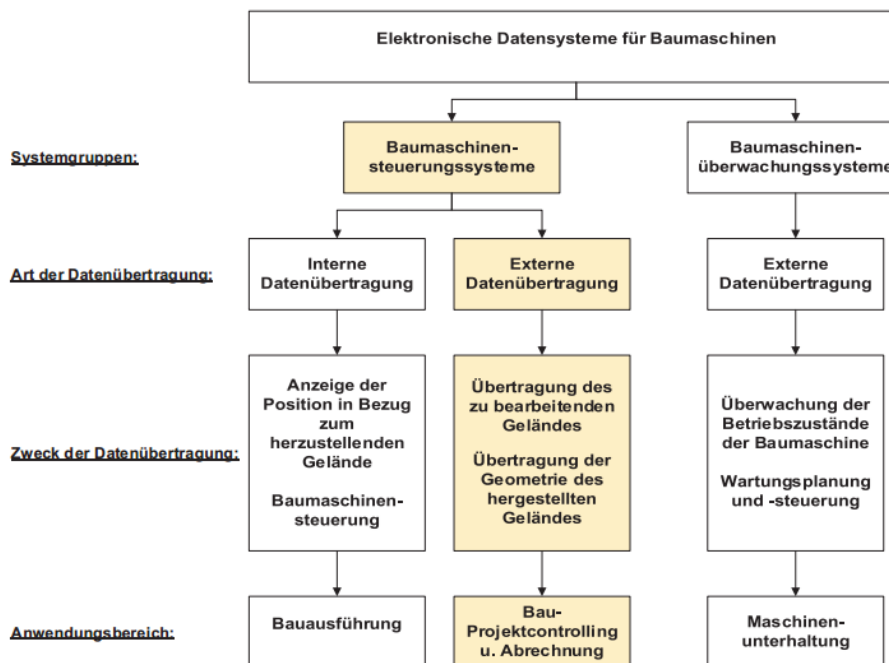 Elektronische Datensysteme für Baumaschinen
Systemgruppen:
Baumaschinen-
steuerungssysteme
Baumaschinen-
überwachungssysteme
Art der Datenübertragung:
Interne
Datenübertragung
Externe
Datenübertragung
Externe
Datenübertragung
Zweck der Datenübertragung:
Anzeige der
Position in Bezug
zum
herzustellenden
Gelände
Baumaschinen-
steuerung
Übertragung des
zu bearbeitenden
Geländes
Übertragung der
Geometrie des
hergestellten
Geländes
Überwachung der
Betriebszustände
der Baumaschine
Wartungsplanung
und -steuerung
Anwendungsbereich:
Bauausführung
Bau-
Projektcontrolling
u. Abrechnung
Maschinen-
unterhaltung